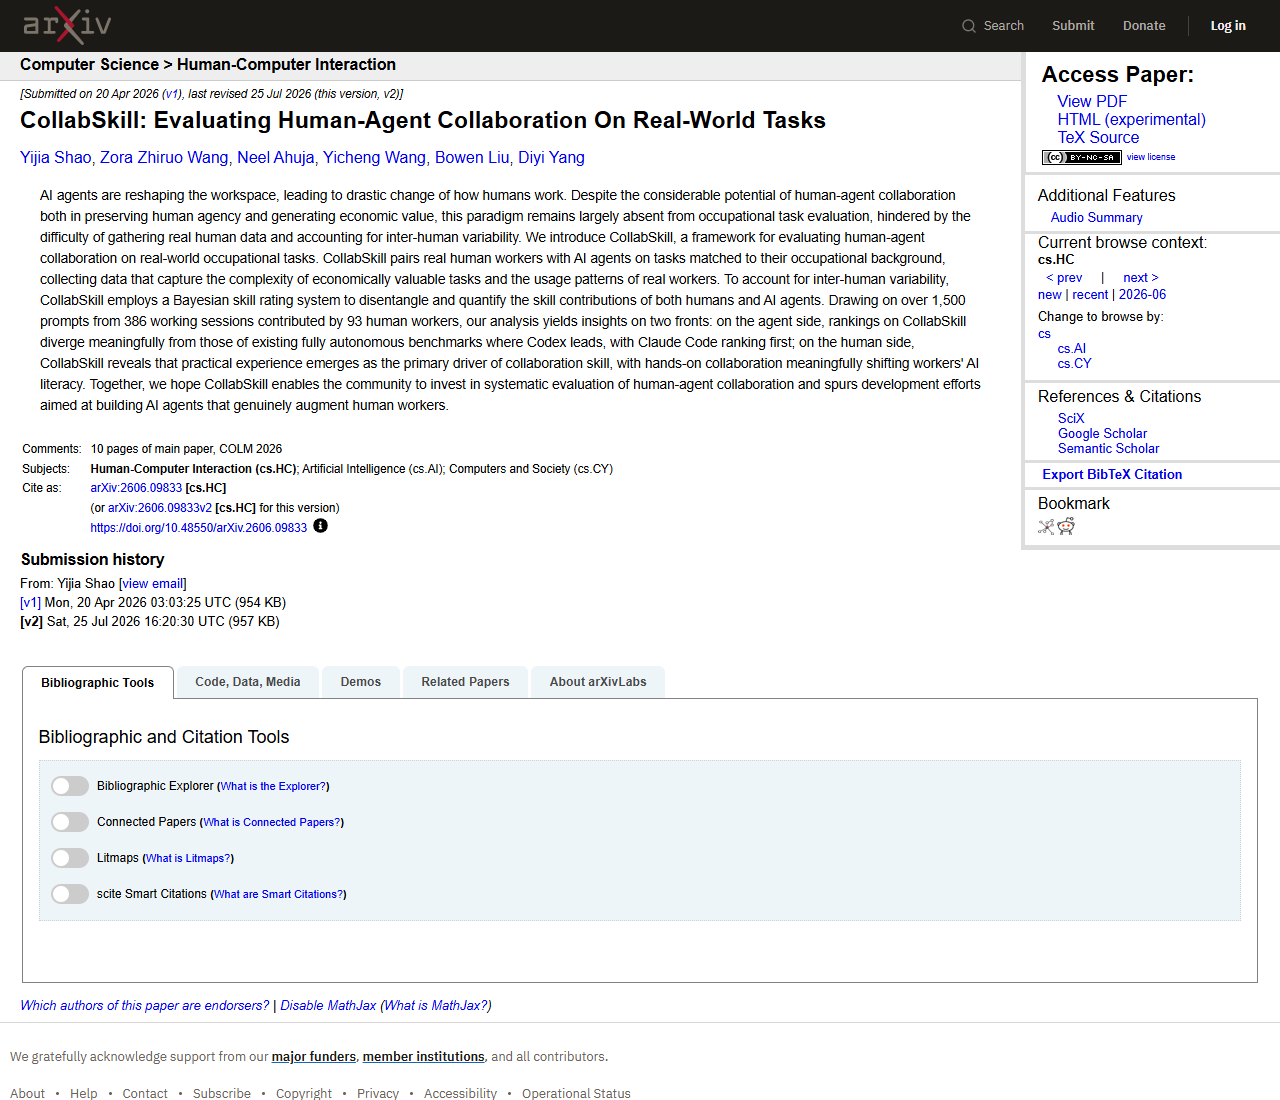 arXiv
Search
Submit
Donate
Log in
Computer Science > Human-Computer Interaction
[Submitted on 20 Apr 2026 (v1), last revised 25 Jul 2026 (this version, v2)]
CollabSkill: Evaluating Human-Agent Collaboration On Real-World Tasks
Yijia Shao, Zora Zhiruo Wang, Neel Ahuja, Yicheng Wang, Bowen Liu, Diyi Yang
AI agents are reshaping the workspace, leading to drastic change of how humans work. Despite the considerable potential of human-agent collaboration
both in preserving human agency and generating economic value, this paradigm remains largely absent from occupational task evaluation, hindered by the
difficulty of gathering real human data and accounting for inter-human variability. We introduce CollabSkill, a framework for evaluating human-agent
collaboration on real-world occupational tasks. CollabSkill pairs real human workers with AI agents on tasks matched to their occupational background,
collecting data that capture the complexity of economically valuable tasks and the usage patterns of real workers. To account for inter-human variability,
CollabSkill employs a Bayesian skill rating system to disentangle and quantify the skill contributions of both humans and AI agents. Drawing on over 1,500
prompts from 386 working sessions contributed by 93 human workers, our analysis yields insights on two fronts: on the agent side, rankings on CollabSkill
diverge meaningfully from those of existing fully autonomous benchmarks where Codex leads, with Claude Code ranking first; on the human side,
CollabSkill reveals that practical experience emerges as the primary driver of collaboration skill, with hands-on collaboration meaningfully shifting workers' AI
literacy. Together, we hope CollabSkill enables the community to invest in systematic evaluation of human-agent collaboration and spurs development efforts
aimed at building AI agents that genuinely augment human workers.
Comments: 10 pages of main paper, COLM 2026
Subjects: Human-Computer Interaction (cs.HC); Artificial Intelligence (cs.AI); Computers and Society (cs.CY)
Cite as: arXiv:2606.09833 [cs.HC]
(or arXiv:2606.09833v2 [cs.HC] for this version)
https://doi.org/10.48550/arXiv.2606.09833
Submission history
From: Yijia Shao [view email]
[v1] Mon, 20 Apr 2026 03:03:25 UTC (954 KB)
[v2] Sat, 25 Jul 2026 16:20:30 UTC (957 KB)
Access Paper:
View PDF
HTML (experimental)
TeX Source
(cc) BY-NC-SA view license
Additional Features
Audio Summary
Current browse context:
cs.HC
< prev | next >
new | recent | 2026-06
Change to browse by:
cs
cs.AI
cs.CY
References & Citations
SciX
Google Scholar
Semantic Scholar
Export BibTeX Citation
Bookmark
Bibliographic Tools
Code, Data, Media
Demos
Related Papers
About arXivLabs
Bibliographic and Citation Tools
Bibliographic Explorer (What is the Explorer?)
Connected Papers (What is Connected Papers?)
Litmaps (What is Litmaps?)
scite Smart Citations (What are Smart Citations?)
Which authors of this paper are endorsers? | Disable MathJax (What is MathJax?)
We gratefully acknowledge support from our major funders, member institutions, and all contributors.
About • Help • Contact • Subscribe • Copyright • Privacy • Accessibility • Operational Status